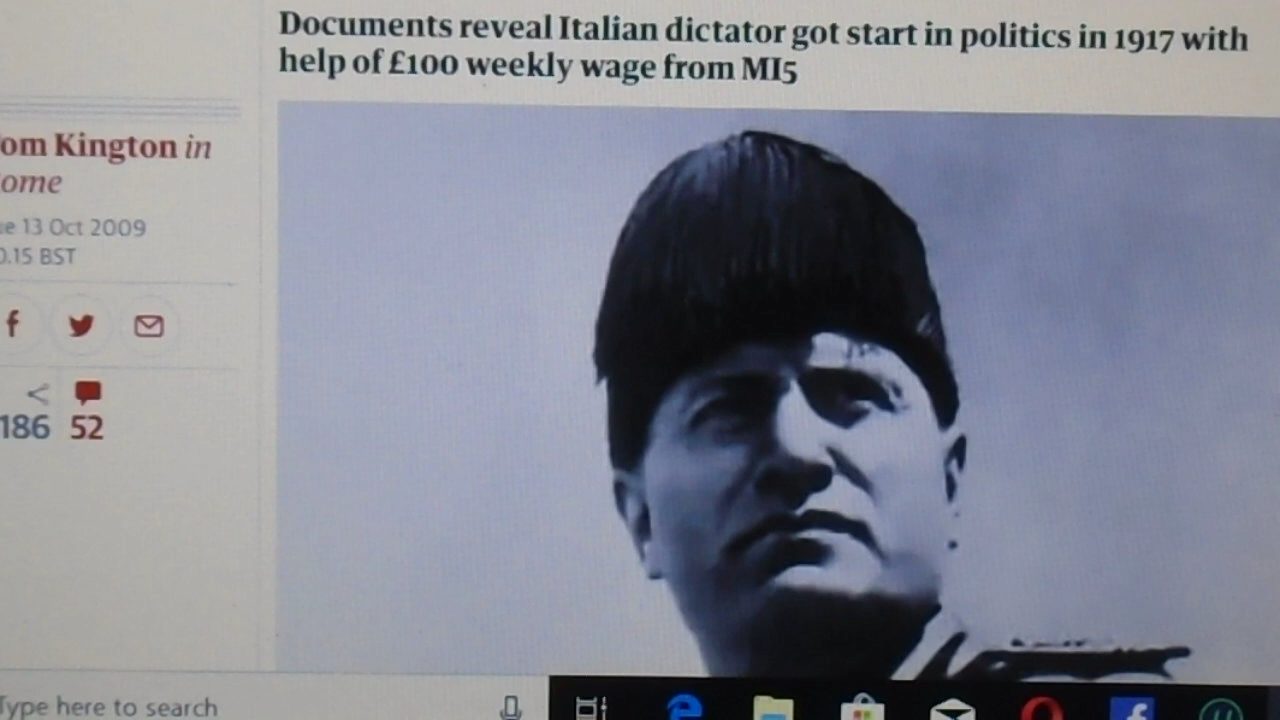 Documents reveal Italian dictator got start in politics in 1917 with
help of £100 weekly wage from MI5
om Kington in
ome
e 13 Oct 2009
0.15 BST
186 52
Type here to search